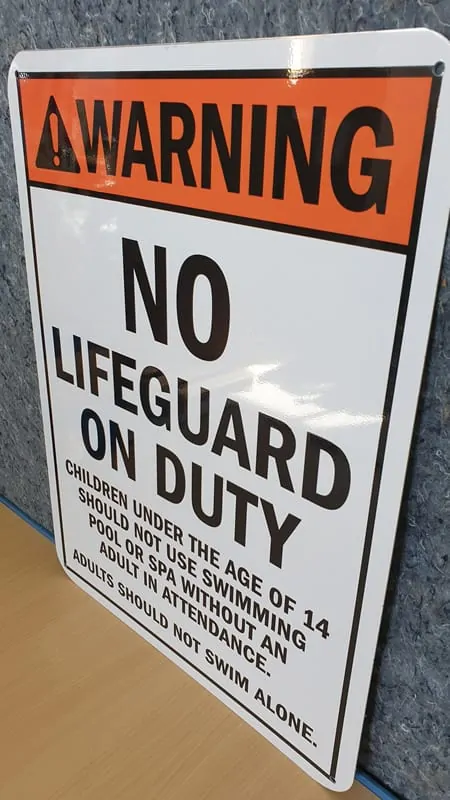 WARNING
NO
LIFEGUARD
ON DUTY
CHILDREN UNDER THE AGE OF 14
SHOULD NOT USE SWIMMING
POOL OR SPA WITHOUT AN
ADULT IN ATTENDANCE.
ADULTS SHOULD NOT SWIM ALONE.